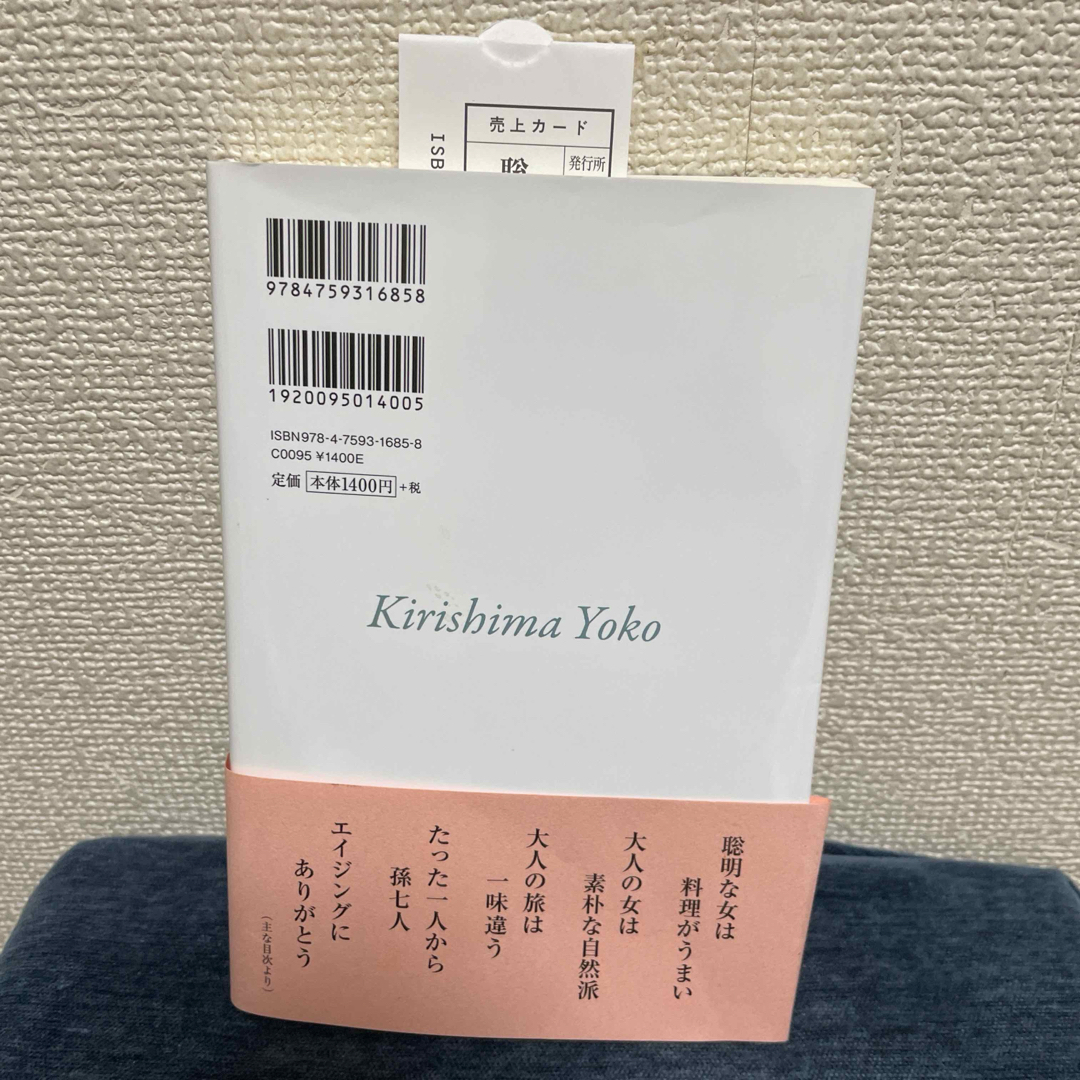 売上カード
発行所
聡
ISB
9784759316858
1920095014005
ISBN978-4-7593-1685-8
C0095 ¥1400E
定価 本体1400円+税
Kirishima Yoko
聡明な女は
料理がうまい
大人の女は
素朴な自然派
大人の旅は
一味違う
たった一人から
孫七人
エイジングに
ありがとう
（主な目次より）